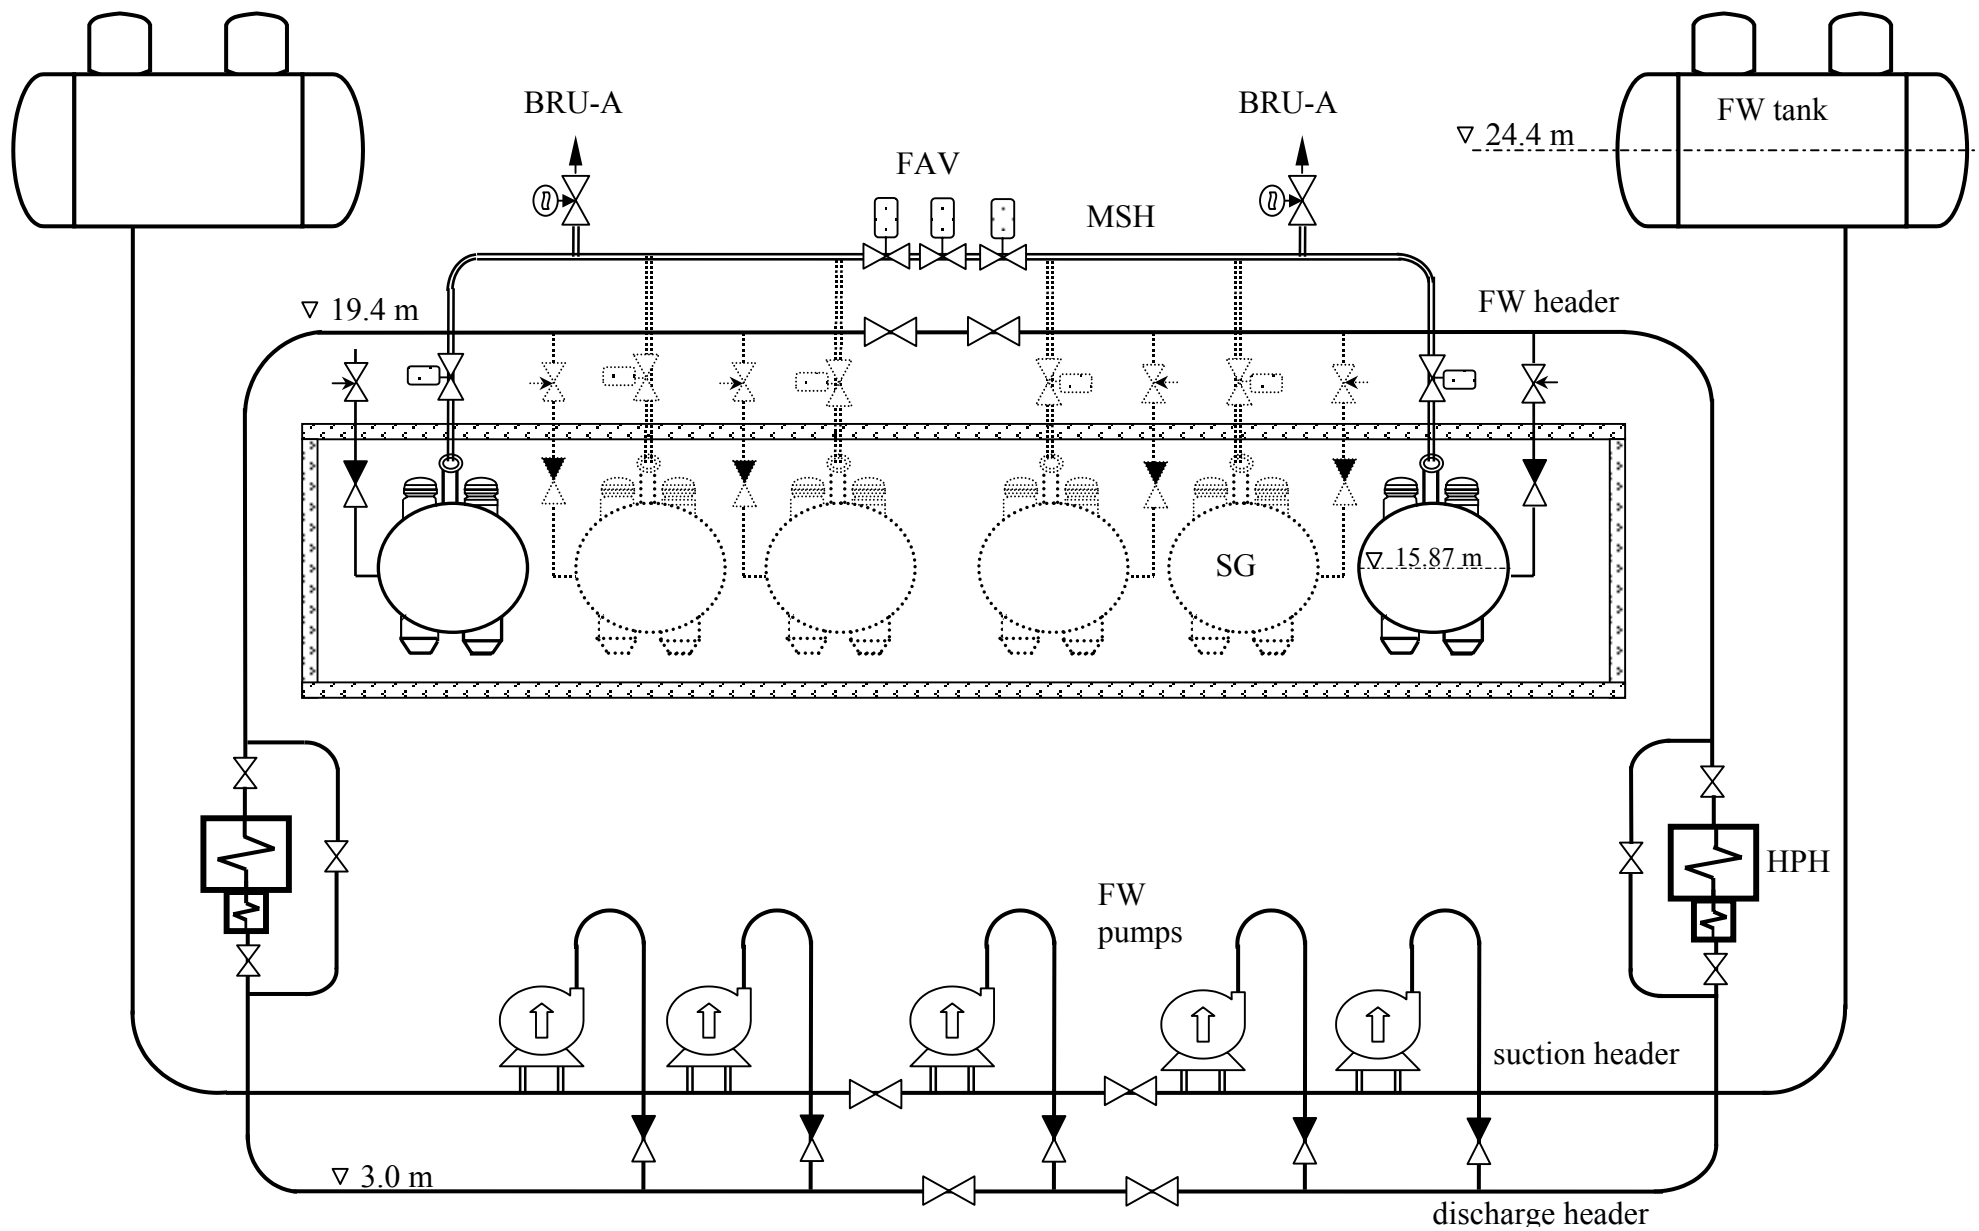 BRU-A
BRU-A
FW tank
▽ 24.4 m
FAV
MSH
▽ 19.4 m
FW header
SG
▽ 15.87 m
HPH
FW
pumps
suction header
▽ 3.0 m
discharge header